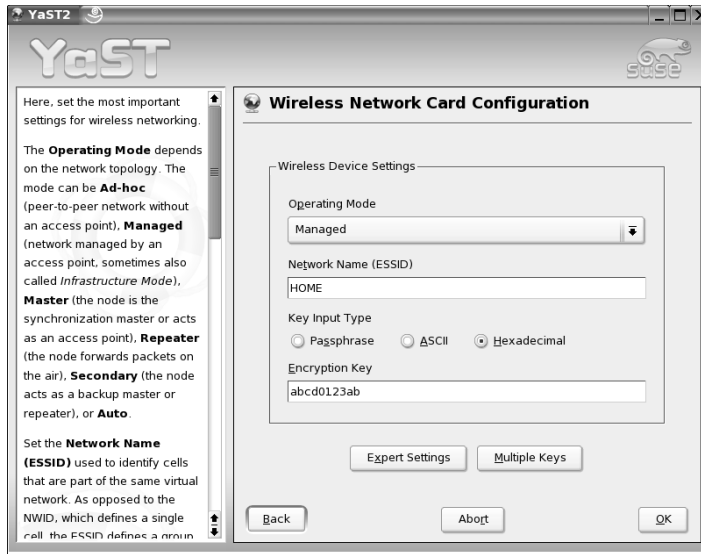 YaST2
YaST
SUSE
Here, set the most important
settings for wireless networking.
The Operating Mode depends
on the network topology. The
mode can be Ad-hoc
(peer-to-peer network without
an access point), Managed
(network managed by an
access point, sometimes also
called Infrastructure Mode),
Master (the node is the
synchronization master or acts
as an access point), Repeater
(the node forwards packets on
the air), Secondary (the node
acts as a backup master or
repeater), or Auto.
Set the Network Name
(ESSID) used to identify cells
that are part of the same virtual
network. As opposed to the
NWID, which defines a single
cell, the ESSID defines a group
Wireless Network Card Configuration
Wireless Device Settings
Operating Mode
Managed
Network Name (ESSID)
HOME
Key Input Type
Passphrase ASCII Hexadecimal
Encryption Key
abcd0123ab
Expert Settings Multiple Keys
Back Abort OK